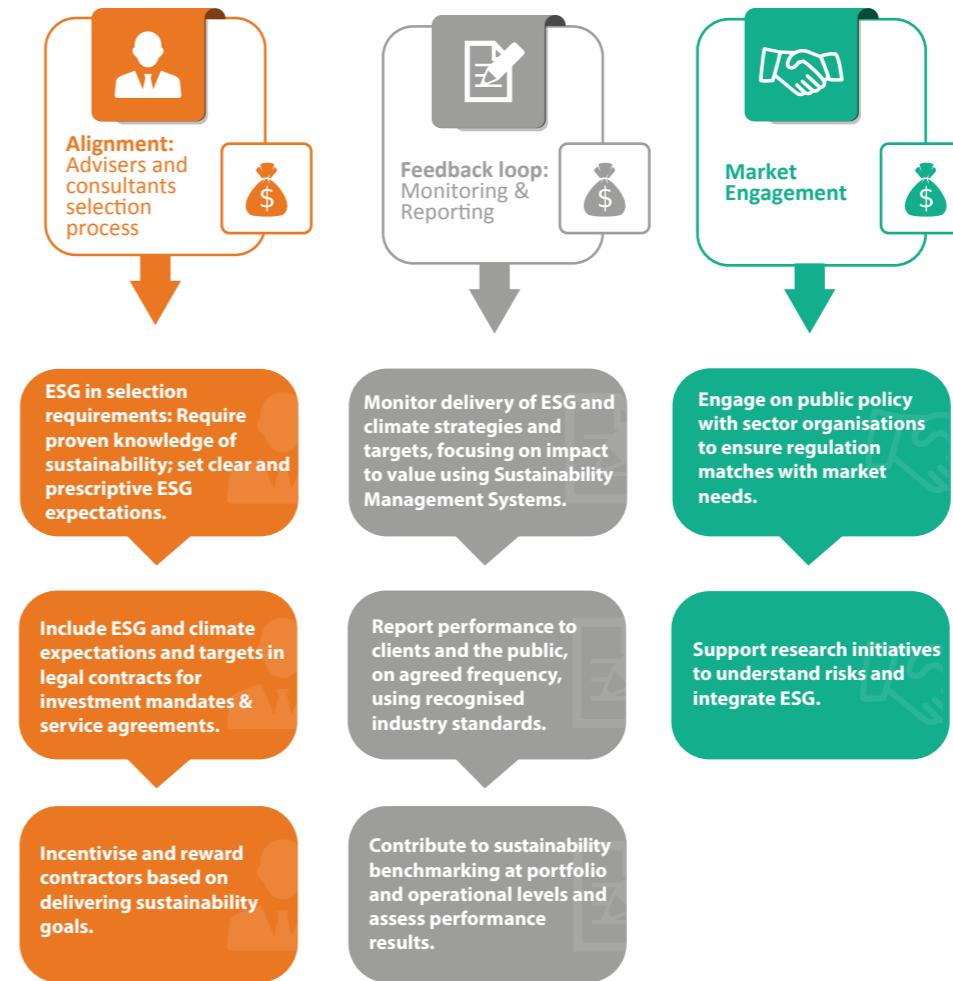 Alignment:
Advisers and
consultants
selection
process
$
Feedback loop:
Monitoring &
Reporting
$
Market
Engagement
$
ESG in selection
requirements: Require
proven knowledge of
sustainability; set clear and
prescriptive ESG
expectations.
Include ESG and climate
expectations and targets in
legal contracts for
investment mandates &
service agreements.
Incentivise and reward
contractors based on
delivering sustainability
goals.
Monitor delivery of ESG and
climate strategies and
targets, focusing on impact
to value using Sustainability
Management Systems.
Report performance to
clients and the public,
on agreed frequency,
using recognised
industry standards.
Contribute to sustainability
benchmarking at portfolio
and operational levels and
assess performance
results.
Engage on public policy
with sector organisations
to ensure regulation
matches with market
needs.
Support research initiatives
to understand risks and
integrate ESG.